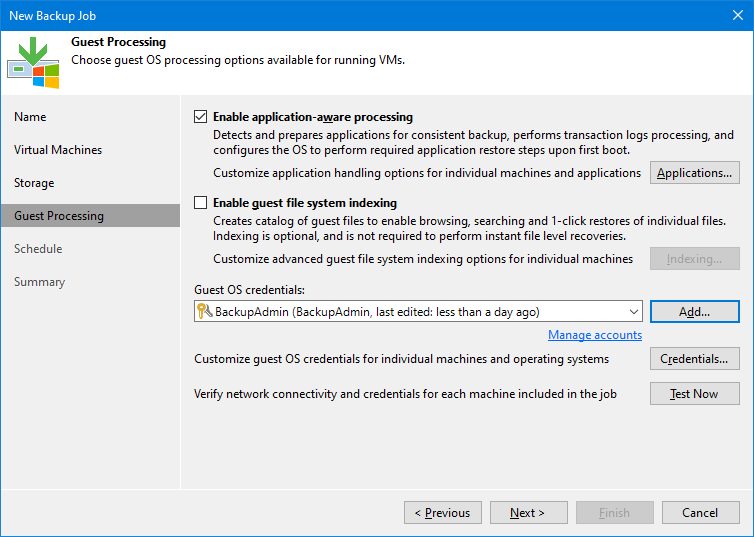 New Backup Job
Guest Processing
Choose guest OS processing options available for running VMs.
Name
Virtual Machines
Storage
Guest Processing
Schedule
Summary
Enable application-aware processing
Detects and prepares applications for consistent backup, performs transaction logs processing, and
configures the OS to perform required application restore steps upon first boot.
Customize application handling options for individual machines and applications
Applications...
Enable guest file system indexing
Creates catalog of guest files to enable browsing, searching and 1-click restores of individual files.
Indexing is optional, and is not required to perform instant file level recoveries.
Customize advanced guest file system indexing options for individual machines
Indexing...
Guest OS credentials:
BackupAdmin (BackupAdmin, last edited: less than a day ago)
Add...
Manage accounts
Customize guest OS credentials for individual machines and operating systems
Credentials...
Verify network connectivity and credentials for each machine included in the job
Test Now
< Previous
Next >
Finish
Cancel